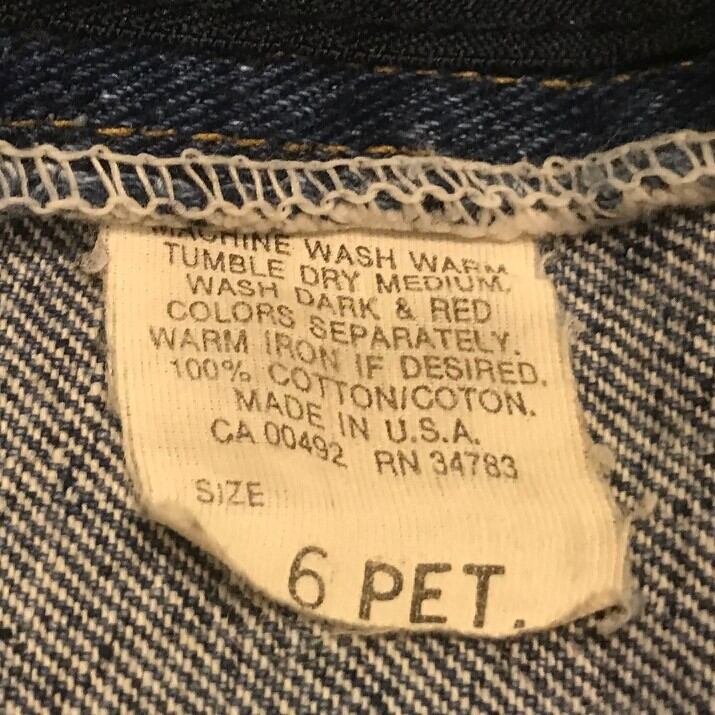 MACHINE WASH WARM
TUMBLE DRY MEDIUM.
WASH DARK & RED
COLORS SEPARATELY.
WARM IRON IF DESIRED.
100% COTTON/COTON.
MADE IN U.S.A.
CA 00492 RN 34783
SIZE
6 PET.